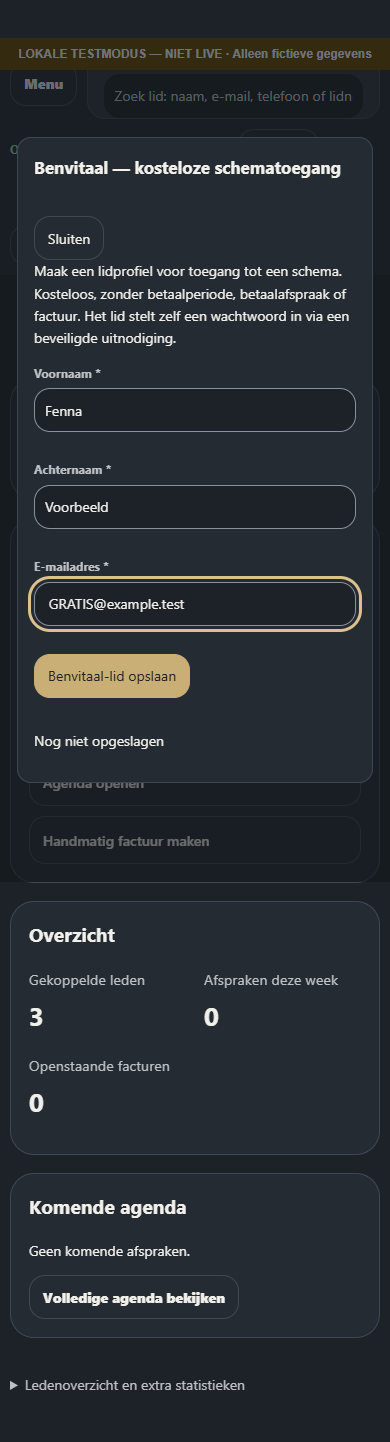 LOKALE TESTMODUS — NIET LIVE · Alleen fictieve gegevens
Menu
Zoek lid: naam, e-mail, telefoon of lidn
Benvitaal — kosteloze schematoegang
Sluiten
Maak een lidprofiel voor toegang tot een schema.
Kosteloos, zonder betaalperiode, betaalafspraak of
factuur. Het lid stelt zelf een wachtwoord in via een
beveiligde uitnodiging.
Voornaam *
Fenna
Achternaam *
Voorbeeld
E-mailadres *
GRATIS@example.test
Benvitaal-lid opslaan
Nog niet opgeslagen
Agenda openen
Handmatig factuur maken
Overzicht
Gekoppelde leden
Afspraken deze week
3
0
Openstaande facturen
0
Komende agenda
Geen komende afspraken.
Volledige agenda bekijken
Ledenoverzicht en extra statistieken